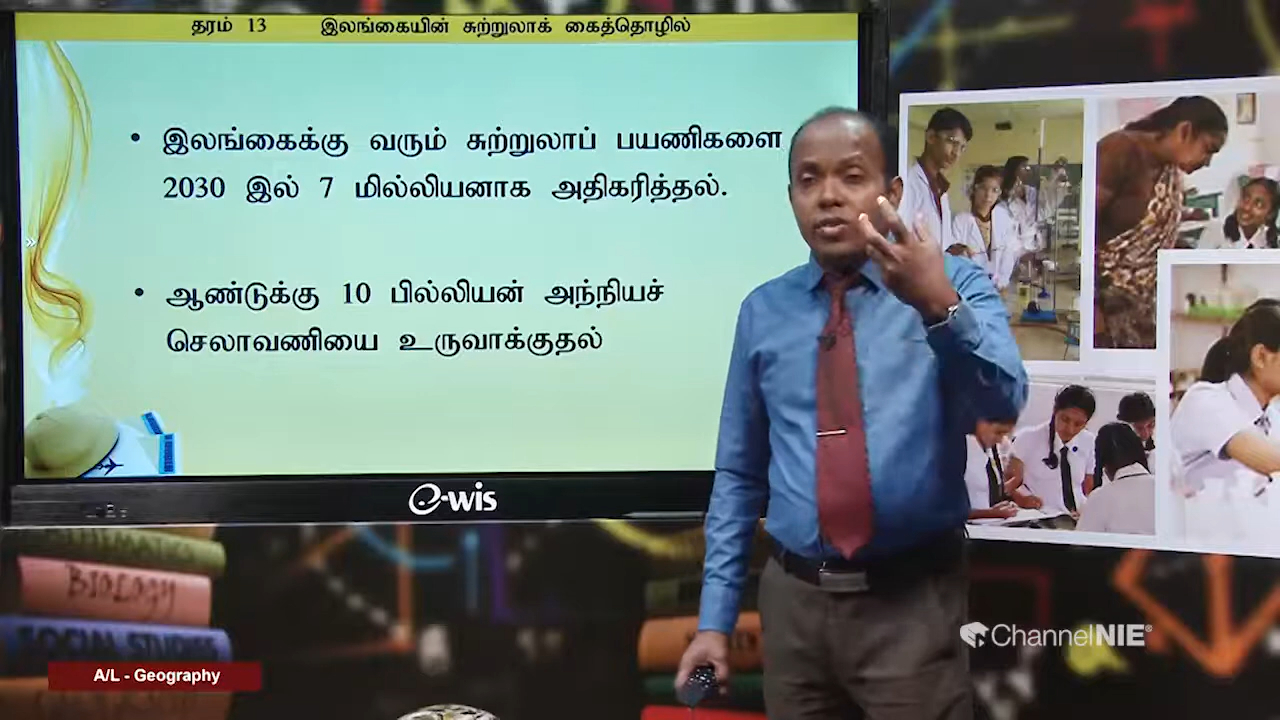 தரம் 13 இலங்கையின் சுற்றுலாக் கைத்தொழில்
• இலங்கைக்கு வரும் சுற்றுலாப் பயணிகளை
2030 இல் 7 மில்லியனாக அதிகரித்தல்.
• ஆண்டுக்கு 10 பில்லியன் அந்நியச்
செலாவணியை உருவாக்குதல்
e-wis
MATHEMATICS
BIOLOGY
SOCIAL STUDIES
ChannelNIE®
A/L - Geography